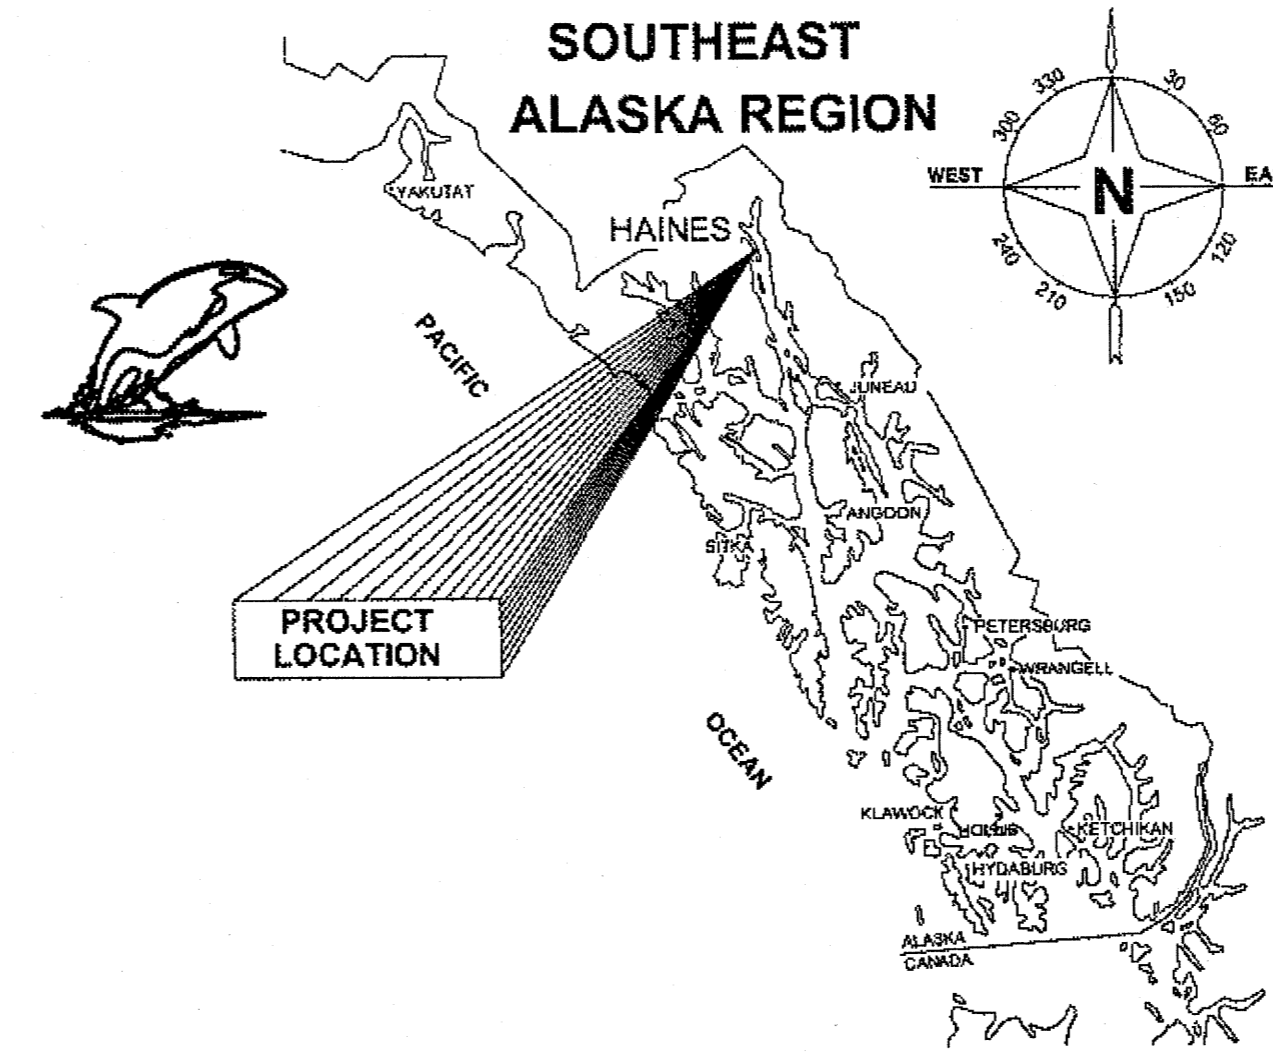 SOUTHEAST
ALASKA REGION
330
30
300
60
WEST
N
EA
240
120
210
150
YAKUTAT
HAINES
PACIFIC
JUNEAU
ANGOON
SITKA
PROJECT
LOCATION
PETERSBURG
WRANGELL
OCEAN
KLAWOCK
HOLLIS
KETCHIKAN
HYDABURG
ALASKA
CANADA